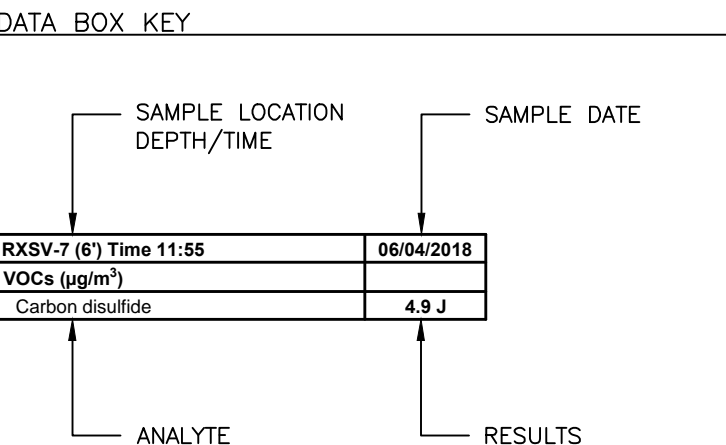 DATA BOX KEY
SAMPLE LOCATION
DEPTH/TIME
SAMPLE DATE
RXSV-7 (6') Time 11:55 06/04/2018
VOCs (µg/m³)
Carbon disulfide 4.9 J
ANALYTE
RESULTS